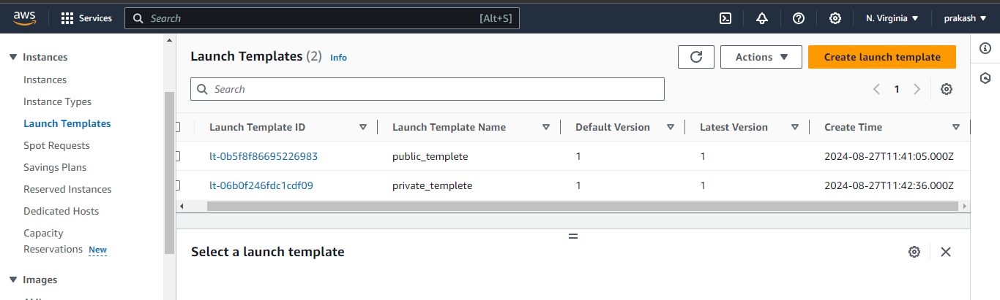 aws Services Search [Alt+S] N. Virginia prakash
Instances
Instances
Instance Types
Launch Templates
Spot Requests
Savings Plans
Reserved Instances
Dedicated Hosts
Capacity
Reservations New
Images
Launch Templates (2) Info Actions Create launch template
Search 1
Launch Template ID Launch Template Name Default Version Latest Version Create Time
lt-0b5f8f86695226983 public_templete 1 1 2024-08-27T11:41:05.000Z
lt-06b0f246fdc1cdf09 private_templete 1 1 2024-08-27T11:42:36.000Z
Select a launch template